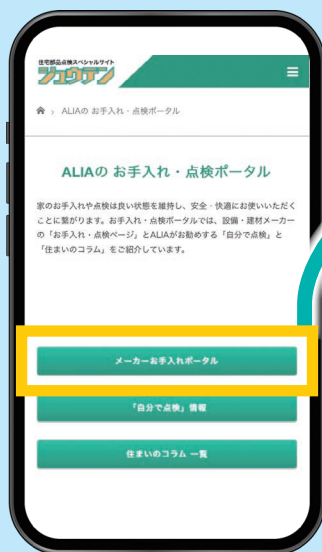 住宅部品点検スペシャルサイト
ジュウテン
ALIAの お手入れ・点検ポータル
ALIAの お手入れ・点検ポータル
家のお手入れや点検は良い状態を維持し、安全・快適にお使いいただく
ことに繋がります。お手入れ・点検ポータルでは、設備・建材メーカー
の「お手入れ・点検ページ」とALIAがお勧めする「自分で点検」と
「住まいのコラム」をご紹介しています。
メーカーお手入れポータル
「自分で点検」情報
住まいのコラム 一覧